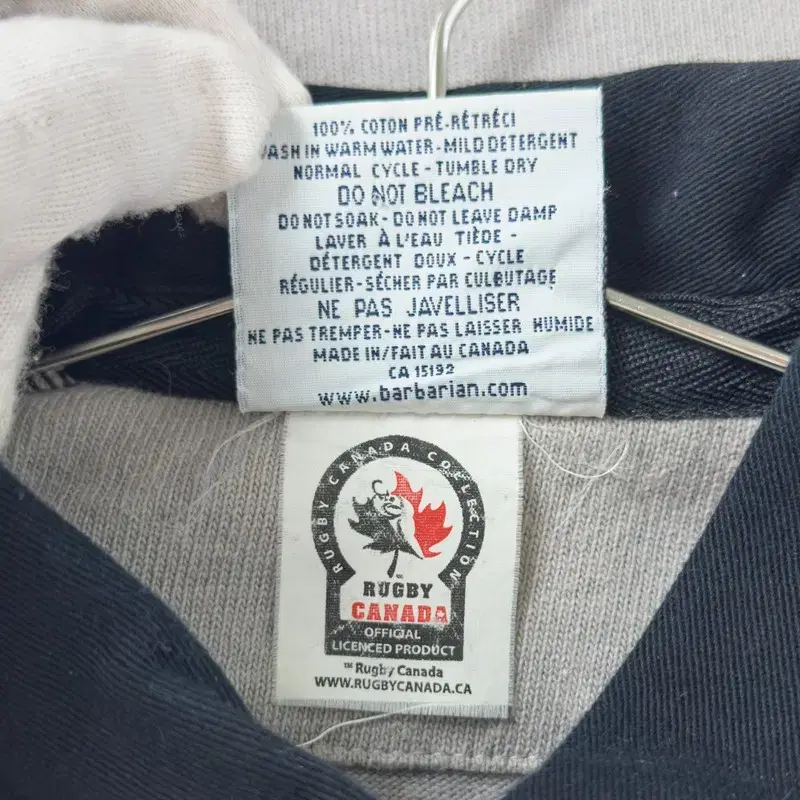 100% COTON PRÉ-RÉTRÉCI
WASH IN WARM WATER-MILD DETERGENT
NORMAL CYCLE-TUMBLE DRY
DO NOT BLEACH
DO NOT SOAK-DO NOT LEAVE DAMP
LAVER À L'EAU TIÈDE-
DÉTERGENT DOUX-CYCLE
RÉGULIER-SÉCHER PAR CULBUTAGE
NE PAS JAVELLISER
NE PAS TREMPER-NE PAS LAISSER HUMIDE
MADE IN/FAIT AU CANADA
CA 15192
www.barbarian.com
RUGBY CANADA COLLECTION
RUGBY
CANADA
OFFICIAL
LICENCED PRODUCT
™ Rugby Canada
WWW.RUGBYCANADA.CA